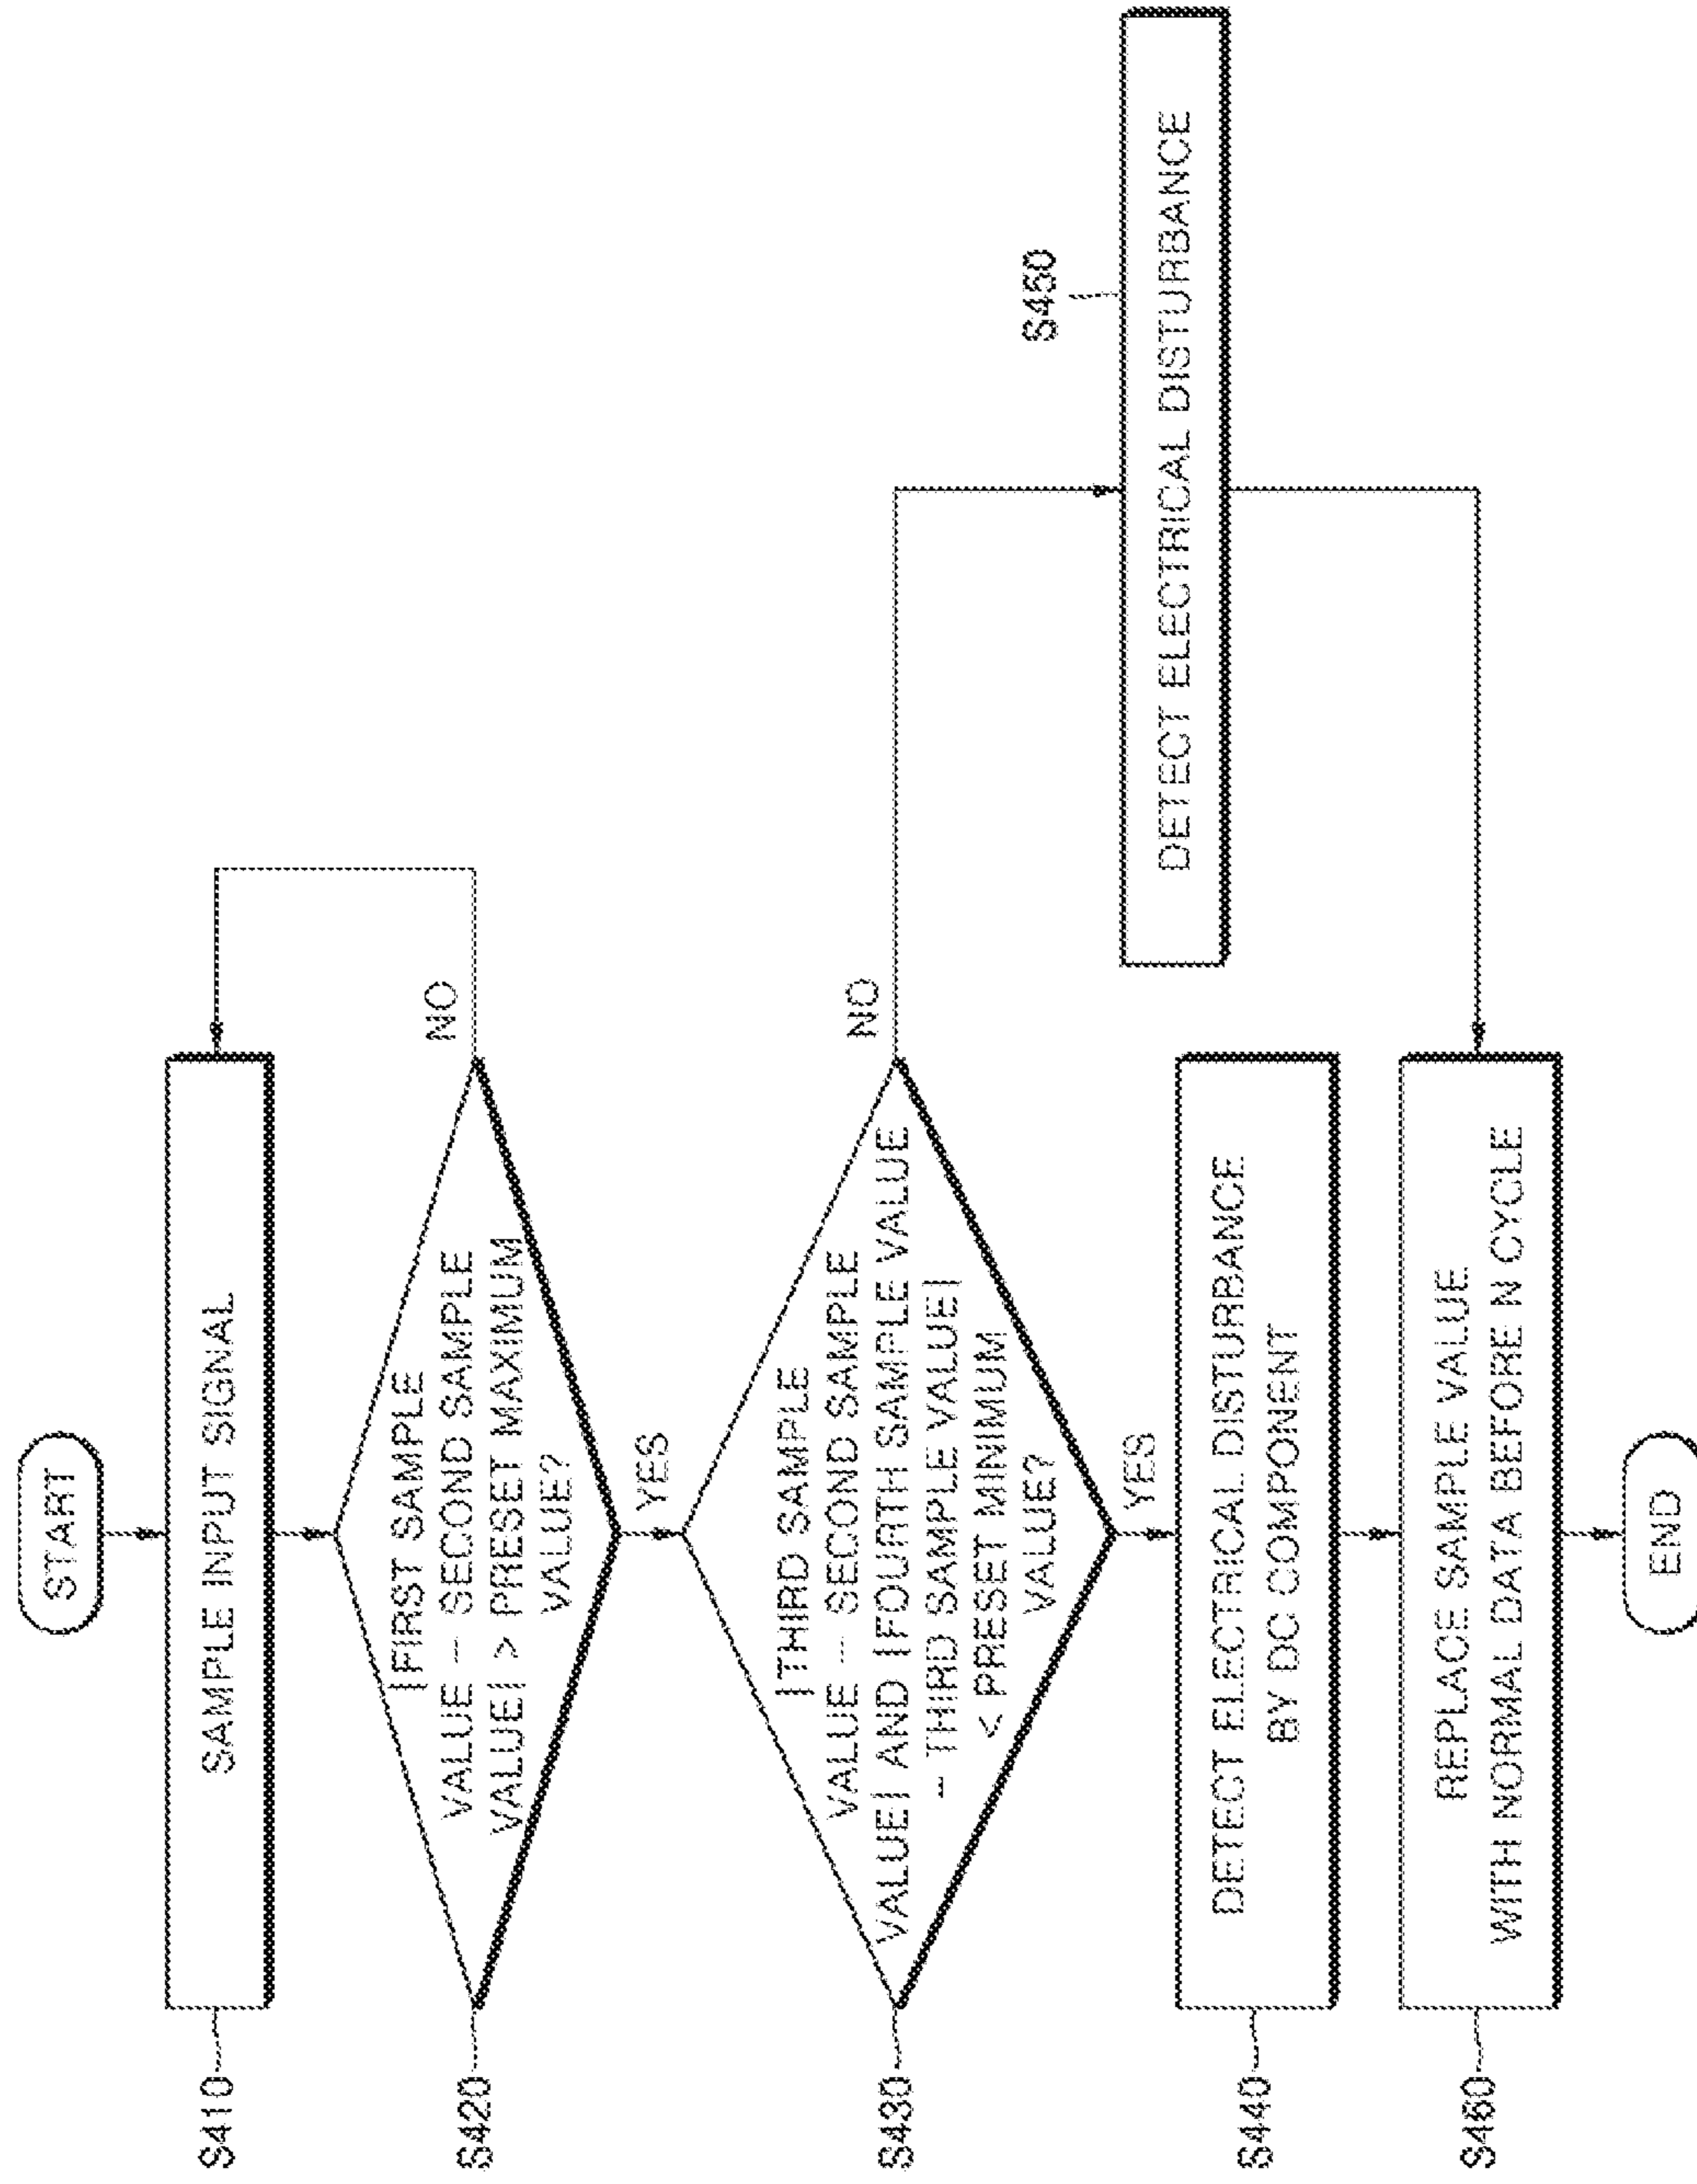 START
S410
SAMPLE INPUT SIGNAL
S420
|FIRST SAMPLE
VALUE - SECOND SAMPLE
VALUE| > PRESET MAXIMUM
VALUE?
NO
YES
S430
|THIRD SAMPLE
VALUE - SECOND SAMPLE
VALUE| AND |FOURTH SAMPLE VALUE
- THIRD SAMPLE VALUE|
< PRESET MINIMUM
VALUE?
NO
YES
S440
DETECT ELECTRICAL DISTURBANCE
BY DC COMPONENT
S450
DETECT ELECTRICAL DISTURBANCE
S460
REPLACE SAMPLE VALUE
WITH NORMAL DATA BEFORE N CYCLE
END